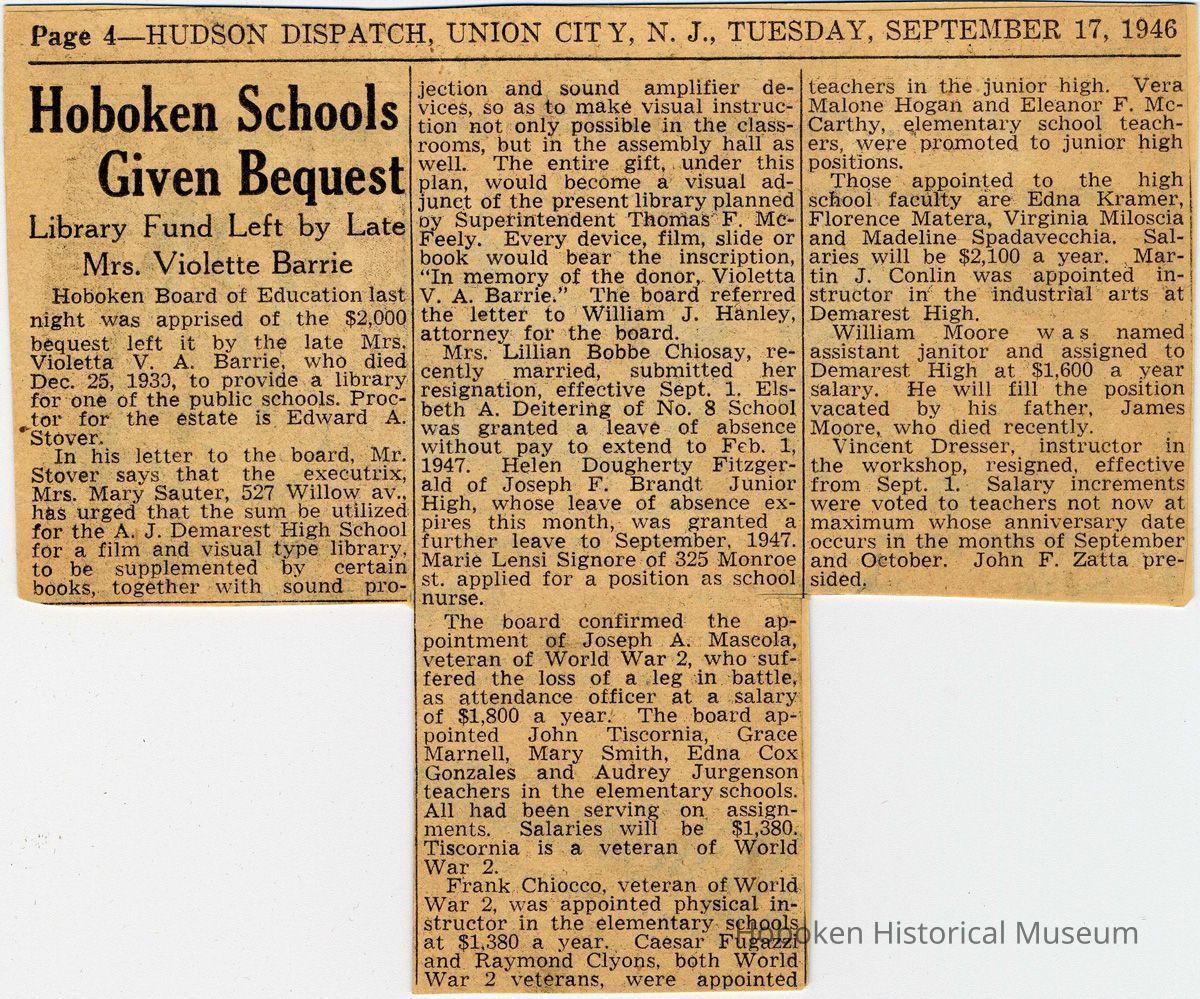 Page 4—HUDSON DISPATCH, UNION CITY, N. J., TUESDAY, SEPTEMBER 17, 1946
Hoboken Schools
Given Bequest
Library Fund Left by Late
Mrs. Violette Barrie
Hoboken Board of Education last
night was apprised of the $2,000
bequest left it by the late Mrs.
Violetta V. A. Barrie, who died
Dec. 25, 1939, to provide a library
for one of the public schools. Proc-
tor for the estate is Edward A.
Stover.
In his letter to the board, Mr.
Stover says that the executrix,
Mrs. Mary Sauter, 527 Willow av.,
has urged that the sum be utilized
for the A. J. Demarest High School
for a film and visual type library,
to be supplemented by certain
books, together with sound pro-
jection and sound amplifier de-
vices, so as to make visual instruc-
tion not only possible in the class-
rooms, but in the assembly hall as
well. The entire gift, under this
plan, would become a visual ad-
junct of the present library planned
by Superintendent Thomas F. Mc-
Feely. Every device, film, slide or
book would bear the inscription,
"In memory of the donor, Violetta
V. A. Barrie." The board referred
the letter to William J. Hanley,
attorney for the board.
Mrs. Lillian Bobbe Chiosay, re-
cently married, submitted her
resignation, effective Sept. 1. Els-
beth A. Deitering of No. 8 School
was granted a leave of absence
without pay to extend to Feb. 1,
1947. Helen Dougherty Fitzger-
ald of Joseph F. Brandt Junior
High, whose leave of absence ex-
pires this month, was granted a
further leave to September, 1947.
Marie Lensi Signore of 325 Monroe
st. applied for a position as school
nurse.
The board confirmed the ap-
pointment of Joseph A. Mascola,
veteran of World War 2, who suf-
fered the loss of a leg in battle,
as attendance officer at a salary
of $1,800 a year. The board ap-
pointed John Tiscornia, Grace
Marnell, Mary Smith, Edna Cox
Gonzales and Audrey Jurgenson
teachers in the elementary schools.
All had been serving on assign-
ments. Salaries will be $1,380.
Tiscornia is a veteran of World
War 2.
Frank Chiocco, veteran of World
War 2, was appointed physical in-
structor in the elementary schools
at $1,380 a year. Caesar Fugazzi
and Raymond Clyons, both World
War 2 veterans, were appointed
teachers in the junior high. Vera
Malone Hogan and Eleanor F. Mc-
Carthy, elementary school teach-
ers, were promoted to junior high
positions.
Those appointed to the high
school faculty are Edna Kramer,
Florence Matera, Virginia Miloscia
and Madeline Spadavecchia. Sal-
aries will be $2,100 a year. Mar-
tin J. Conlin was appointed in-
structor in the industrial arts at
Demarest High.
William Moore was named
assistant janitor and assigned to
Demarest High at $1,600 a year
salary. He will fill the position
vacated by his father, James
Moore, who died recently.
Vincent Dresser, instructor in
the workshop, resigned, effective
from Sept. 1. Salary increments
were voted to teachers not now at
maximum whose anniversary date
occurs in the months of September
and October. John F. Zatta pre-
sided.
Hoboken Historical Museum